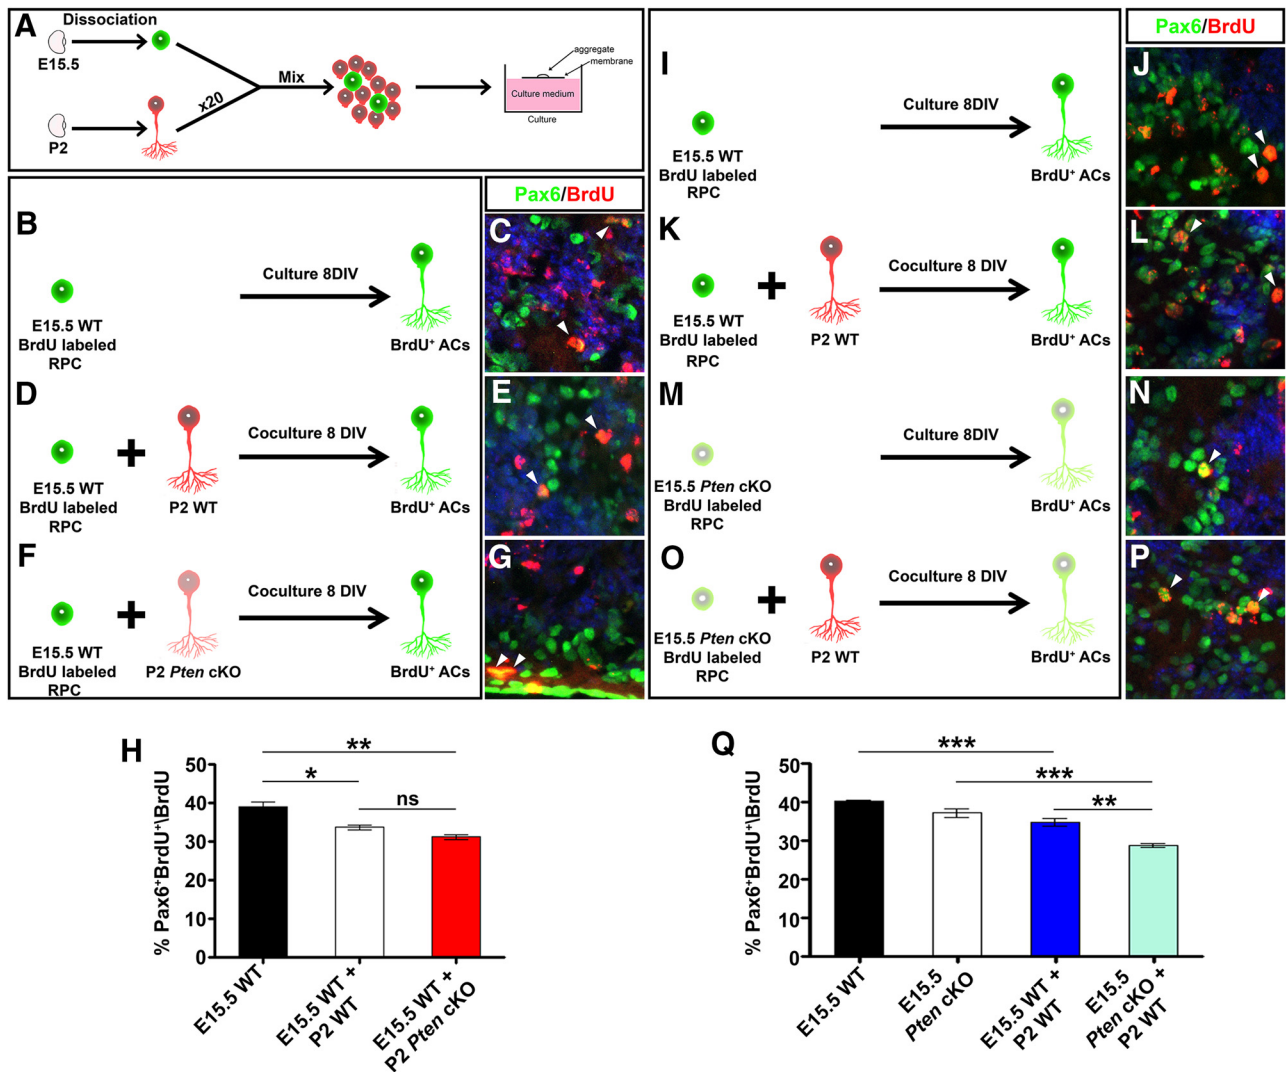 A
Dissociation
E15.5
P2
x20
Mix
aggregate
membrane
Culture medium
Culture
B
E15.5 WT
BrdU labeled
RPC
Culture 8DIV
BrdU⁺ ACs
Pax6/BrdU
C
D
E15.5 WT
BrdU labeled
RPC
+
P2 WT
Coculture 8 DIV
BrdU⁺ ACs
E
F
E15.5 WT
BrdU labeled
RPC
+
P2 Pten cKO
Coculture 8 DIV
BrdU⁺ ACs
G
I
E15.5 WT
BrdU labeled
RPC
Culture 8DIV
BrdU⁺ ACs
Pax6/BrdU
J
K
E15.5 WT
BrdU labeled
RPC
+
P2 WT
Coculture 8 DIV
BrdU⁺ ACs
L
M
E15.5 Pten cKO
BrdU labeled
RPC
Culture 8DIV
BrdU⁺ ACs
N
O
E15.5 Pten cKO
BrdU labeled
RPC
+
P2 WT
Coculture 8 DIV
BrdU⁺ ACs
P
H
% Pax6⁺BrdU⁺\BrdU
50
40
30
20
10
0
**
*
ns
E15.5 WT
E15.5 WT +
P2 WT
E15.5 WT +
P2 Pten cKO
Q
% Pax6⁺BrdU⁺\BrdU
50
40
30
20
10
0
***
***
**
E15.5 WT
E15.5
Pten cKO
E15.5 WT +
P2 WT
E15.5
Pten cKO +
P2 WT